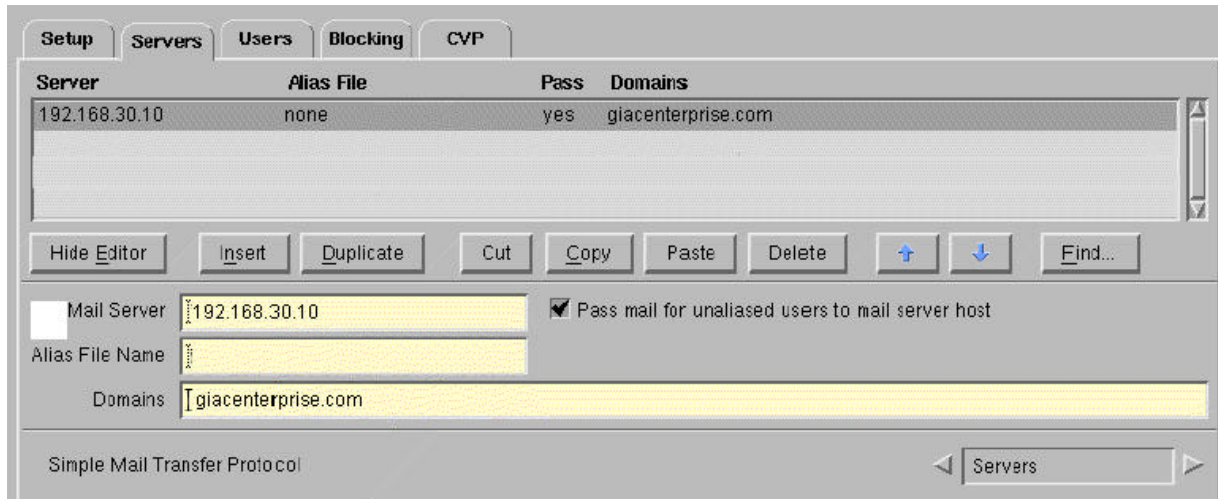 Setup Servers Users Blocking CVP
Server Alias File Pass Domains
192.168.30.10 none yes giacenterprise.com
Hide Editor Insert Duplicate Cut Copy Paste Delete Find...
Mail Server 192.168.30.10 Pass mail for unaliased users to mail server host
Alias File Name
Domains giacenterprise.com
Simple Mail Transfer Protocol Servers